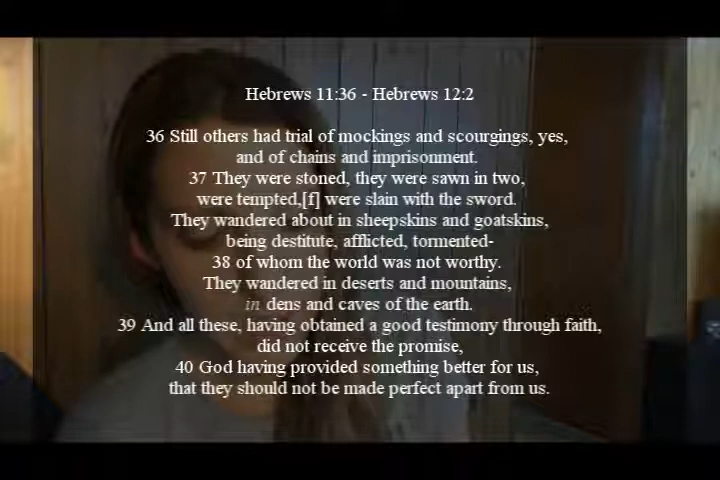 Hebrews 11:36 - Hebrews 12:2
36 Still others had trial of mockings and scourgings, yes,
and of chains and imprisonment.
37 They were stoned, they were sawn in two,
were tempted,[f] were slain with the sword.
They wandered about in sheepskins and goatskins,
being destitute, afflicted, tormented-
38 of whom the world was not worthy.
They wandered in deserts and mountains,
in dens and caves of the earth.
39 And all these, having obtained a good testimony through faith,
did not receive the promise,
40 God having provided something better for us,
that they should not be made perfect apart from us.